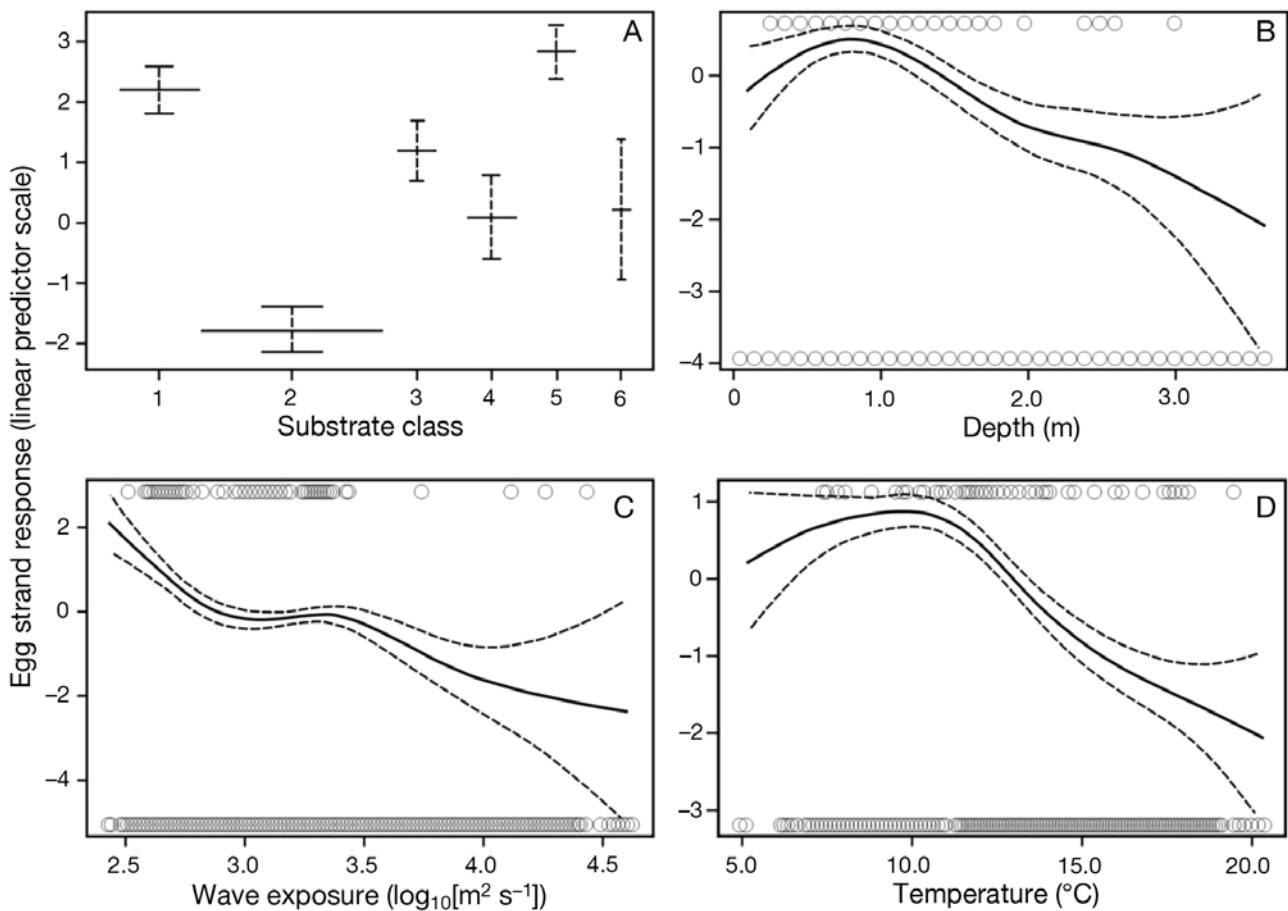 Egg strand response (linear predictor scale)
A
3
2
1
0
−1
−2
1 2 3 4 5 6
Substrate class
B
0
−1
−2
−3
−4
0 1.0 2.0 3.0
Depth (m)
C
2
0
−2
−4
2.5 3.0 3.5 4.0 4.5
Wave exposure (log₁₀[m² s⁻¹])
D
1
0
−1
−2
−3
5.0 10.0 15.0 20.0
Temperature (°C)